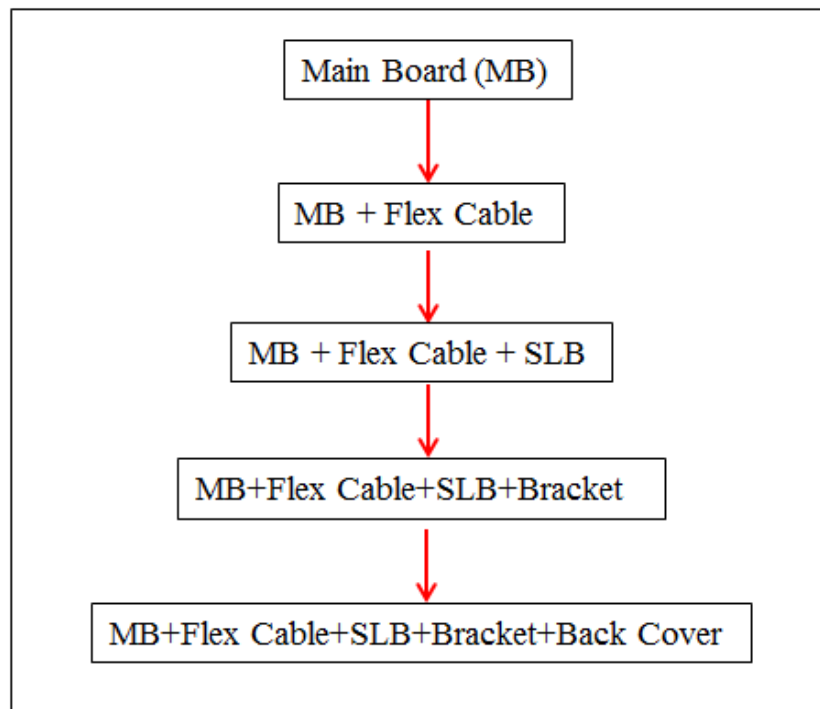 Main Board (MB)
MB + Flex Cable
MB + Flex Cable + SLB
MB+Flex Cable+SLB+Bracket
MB+Flex Cable+SLB+Bracket+Back Cover